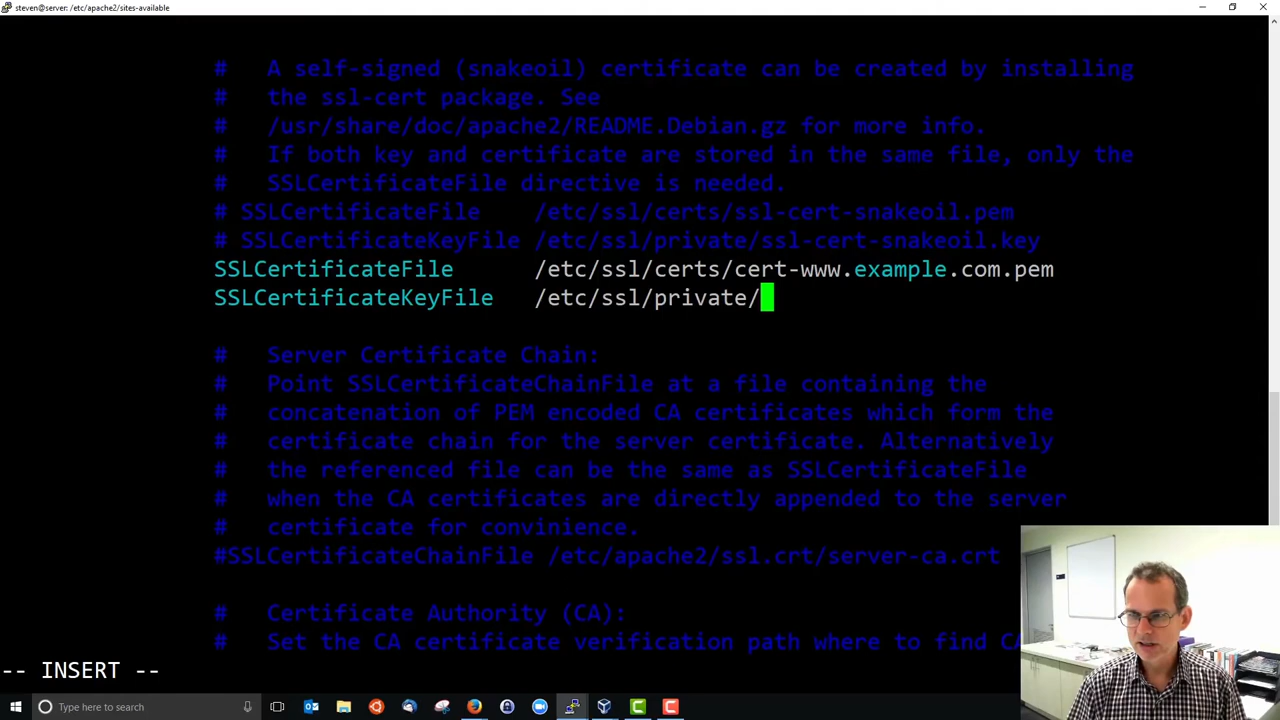 steven@server: /etc/apache2/sites-available
# A self-signed (snakeoil) certificate can be created by installing
# the ssl-cert package. See
# /usr/share/doc/apache2/README.Debian.gz for more info.
# If both key and certificate are stored in the same file, only the
# SSLCertificateFile directive is needed.
# SSLCertificateFile /etc/ssl/certs/ssl-cert-snakeoil.pem
# SSLCertificateKeyFile /etc/ssl/private/ssl-cert-snakeoil.key
SSLCertificateFile /etc/ssl/certs/cert-www.example.com.pem
SSLCertificateKeyFile /etc/ssl/private/
# Server Certificate Chain:
# Point SSLCertificateChainFile at a file containing the
# concatenation of PEM encoded CA certificates which form the
# certificate chain for the server certificate. Alternatively
# the referenced file can be the same as SSLCertificateFile
# when the CA certificates are directly appended to the server
# certificate for convinience.
#SSLCertificateChainFile /etc/apache2/ssl.crt/server-ca.crt
# Certificate Authority (CA):
# Set the CA certificate verification path where to find CA
-- INSERT --
Type here to search